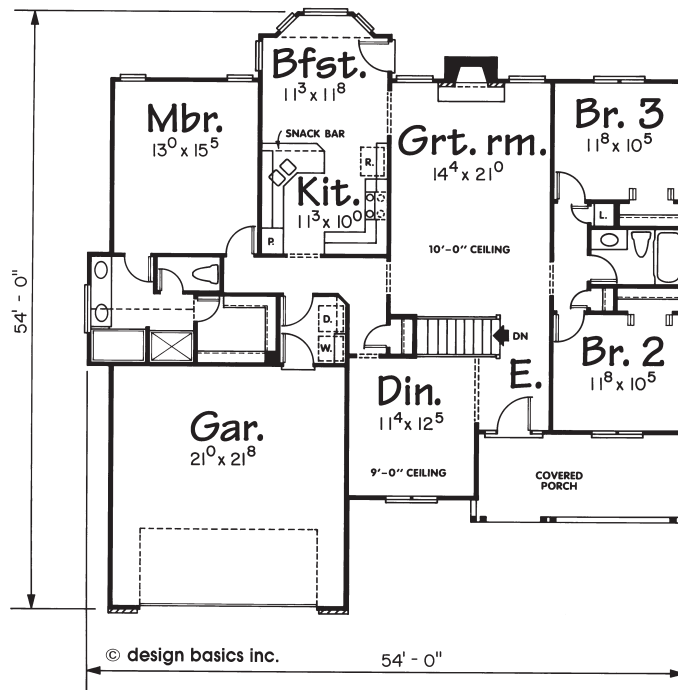 Bfst.
11³ x 11⁸
Mbr.
13⁰ x 15⁵
SNACK BAR
Grt. rm.
14⁴ x 21⁰
Br. 3
11⁸ x 10⁵
R.
Kit.
11³ x 10⁰
L.
P.
10'-0" CEILING
54' - 0"
D.
W.
DN
Br. 2
11⁸ x 10⁵
E.
Din.
11⁴ x 12⁵
Gar.
21⁰ x 21⁸
9'-0" CEILING
COVERED
PORCH
© design basics inc.
54' - 0"